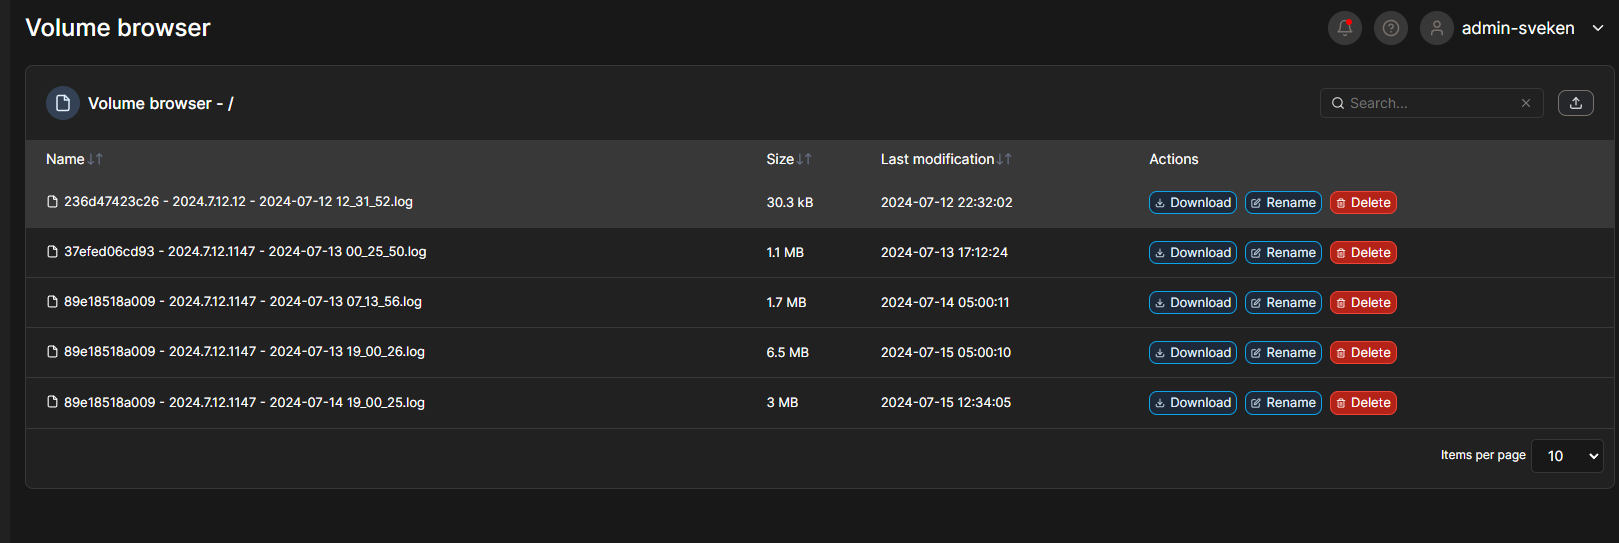 Volume browser
admin-sveken
Volume browser - /
Search...
Name Size Last modification Actions
236d47423c26 - 2024.7.12.12 - 2024-07-12 12_31_52.log 30.3 kB 2024-07-12 22:32:02 Download Rename Delete
37efed06cd93 - 2024.7.12.1147 - 2024-07-13 00_25_50.log 1.1 MB 2024-07-13 17:12:24 Download Rename Delete
89e18518a009 - 2024.7.12.1147 - 2024-07-13 07_13_56.log 1.7 MB 2024-07-14 05:00:11 Download Rename Delete
89e18518a009 - 2024.7.12.1147 - 2024-07-13 19_00_26.log 6.5 MB 2024-07-15 05:00:10 Download Rename Delete
89e18518a009 - 2024.7.12.1147 - 2024-07-14 19_00_25.log 3 MB 2024-07-15 12:34:05 Download Rename Delete
Items per page 10